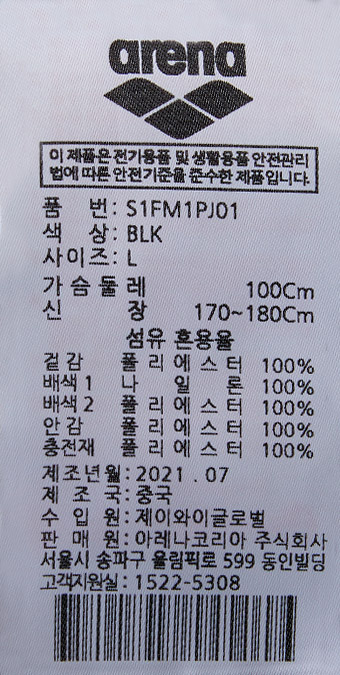 arena
이 제품은 전기용품 및 생활용품 안전관리
법에 따른 안전기준을 준수한 제품입니다.
품 번: S1FM1PJ01
색 상: BLK
사이즈: L
가슴둘레 100Cm
신 장 170~180Cm
섬유 혼용율
겉감 폴리에스터 100%
배색1 나일론 100%
배색2 폴리에스터 100%
안감 폴리에스터 100%
충전재 폴리에스터 100%
제조년월: 2021 . 07
제 조 국: 중국
수 입 원: 제이와이글로벌
판 매 원: 아레나코리아 주식회사
서울시 송파구 올림픽로 599 동인빌딩
고객지원실: 1522-5308